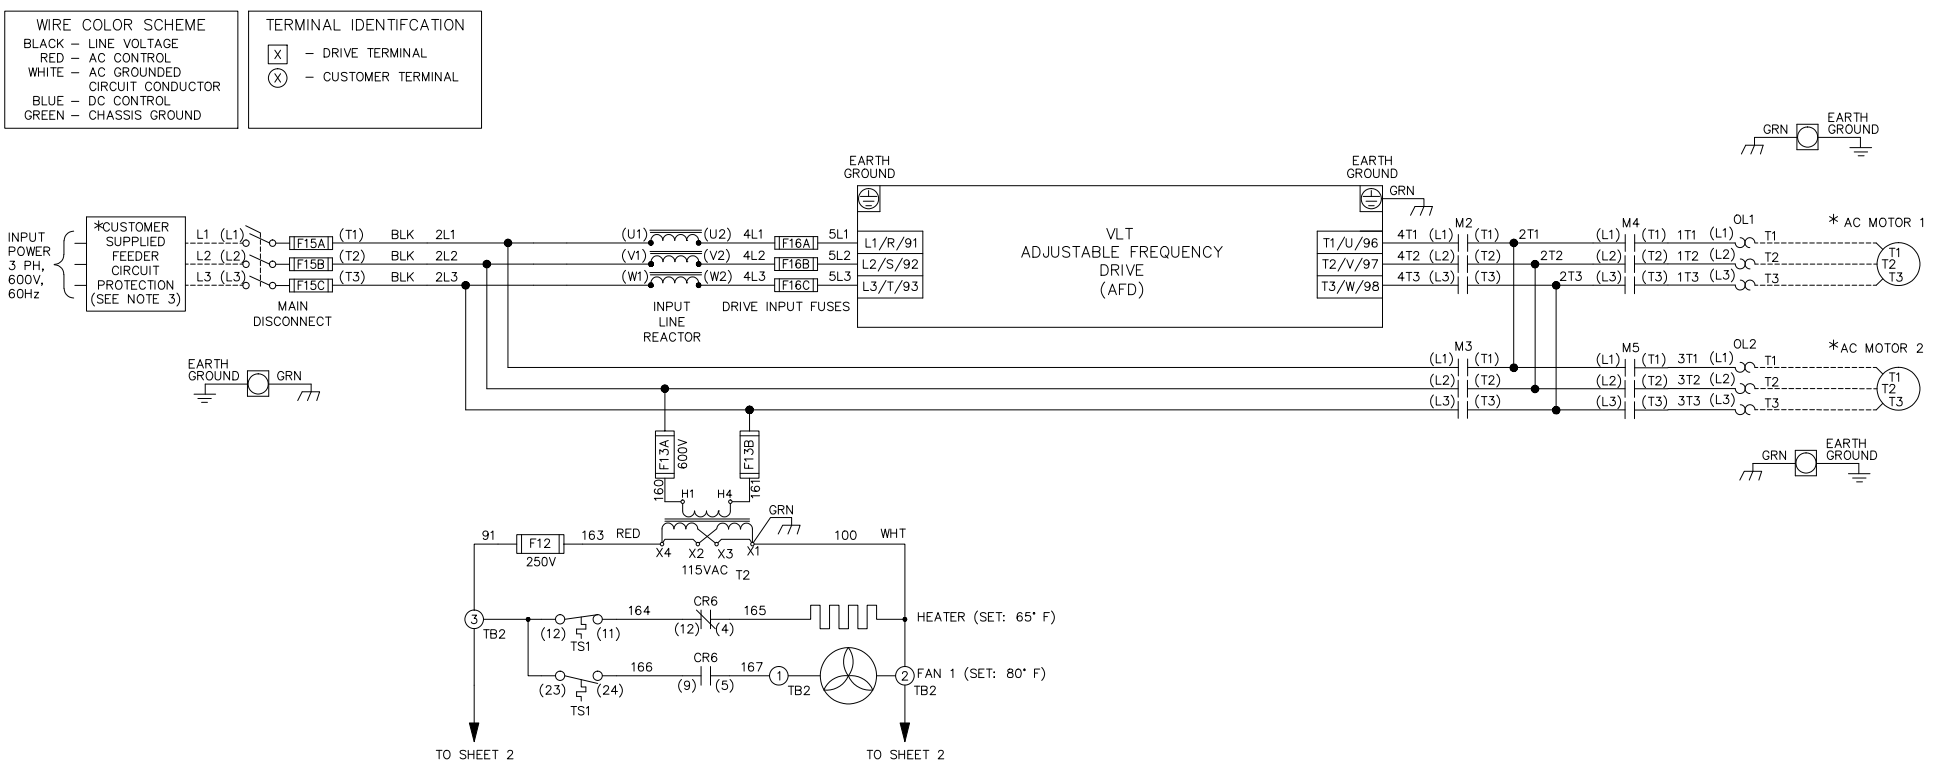 WIRE COLOR SCHEME
BLACK – LINE VOLTAGE
RED – AC CONTROL
WHITE – AC GROUNDED
CIRCUIT CONDUCTOR
BLUE – DC CONTROL
GREEN – CHASSIS GROUND
TERMINAL IDENTIFCATION
X – DRIVE TERMINAL
X – CUSTOMER TERMINAL
GRN
EARTH
GROUND
EARTH
GROUND
EARTH
GROUND
GRN
INPUT
POWER
3 PH,
600V,
60Hz
*CUSTOMER
SUPPLIED
FEEDER
CIRCUIT
PROTECTION
(SEE NOTE 3)
L1 (L1) F15A (T1) BLK 2L1 (U1) (U2) 4L1 F16A 5L1 L1/R/91
L2 (L2) F15B (T2) BLK 2L2 (V1) (V2) 4L2 F16B 5L2 L2/S/92
L3 (L3) F15C (T3) BLK 2L3 (W1) (W2) 4L3 F16C 5L3 L3/T/93
MAIN
DISCONNECT
INPUT
LINE
REACTOR
DRIVE INPUT FUSES
VLT
ADJUSTABLE FREQUENCY
DRIVE
(AFD)
M2 M4 OL1 * AC MOTOR 1
T1/U/96 4T1 (L1) (T1) 2T1 (L1) (T1) 1T1 (L1) T1 T1
T2/V/97 4T2 (L2) (T2) 2T2 (L2) (T2) 1T2 (L2) T2 T2
T3/W/98 4T3 (L3) (T3) 2T3 (L3) (T3) 1T3 (L3) T3 T3
M3 M5 OL2 * AC MOTOR 2
(L1) (T1) (L1) (T1) 3T1 (L1) T1 T1
(L2) (T2) (L2) (T2) 3T2 (L2) T2 T2
(L3) (T3) (L3) (T3) 3T3 (L3) T3 T3
EARTH
GROUND GRN
GRN
EARTH
GROUND
F13A 600V F13B
160 H1 H4 161
GRN
91 F12 163 RED 100 WHT
250V
X4 X2 X3 X1
115VAC T2
3 TB2
164 CR6 165
(12) (11) (12) (4)
TS1
HEATER (SET: 65° F)
166 CR6 167
(23) (24) (9) (5)
TS1
1 TB2
2 TB2
FAN 1 (SET: 80° F)
TO SHEET 2
TO SHEET 2